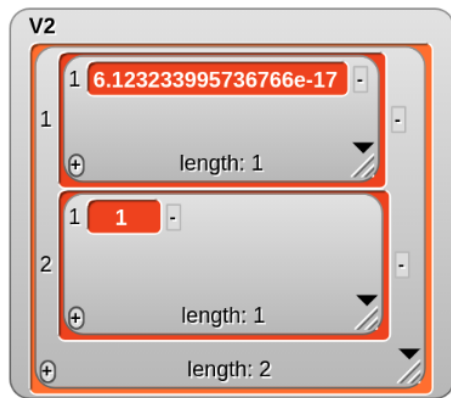 V2
1
1 6.123233995736766e-17 -
-
+ length: 1
2
1 1 -
-
+ length: 1
+ length: 2